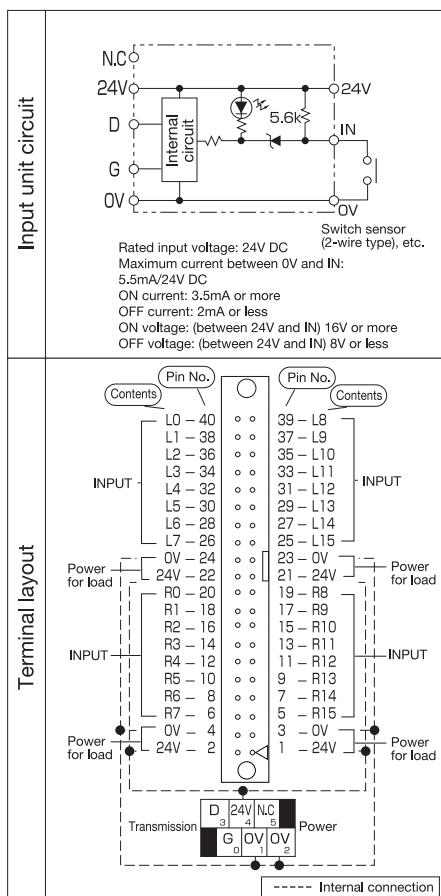 Input unit circuit
N.C
24V
24V
D
Internal circuit
5.6k
IN
G
0V
0V
Switch sensor
(2-wire type), etc.
Rated input voltage: 24V DC
Maximum current between 0V and IN:
5.5mA/24V DC
ON current: 3.5mA or more
OFF current: 2mA or less
ON voltage: (between 24V and IN) 16V or more
OFF voltage: (between 24V and IN) 8V or less
Terminal layout
Pin No. Pin No.
Contents Contents
L0 – 40 39 – L8
L1 – 38 37 – L9
L2 – 36 35 – L10
L3 – 34 33 – L11
INPUT INPUT
L4 – 32 31 – L12
L5 – 30 29 – L13
L6 – 28 27 – L14
L7 – 26 25 – L15
0V – 24 23 – 0V
Power for load Power for load
24V – 22 21 – 24V
R0 – 20 19 – R8
R1 – 18 17 – R9
R2 – 16 15 – R10
R3 – 14 13 – R11
INPUT INPUT
R4 – 12 11 – R12
R5 – 10 9 – R13
R6 – 8 7 – R14
R7 – 6 5 – R15
0V – 4 3 – 0V
Power for load Power for load
24V – 2 1 – 24V
D 3 24V 4 N.C 5
Transmission Power
G 0 0V 1 0V 2
Internal connection